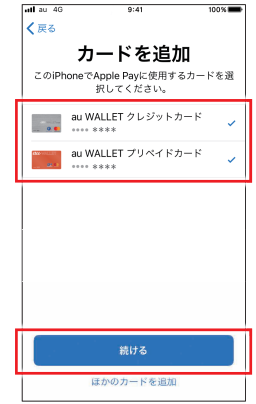 au 4G 9:41 100%
戻る
カードを追加
このiPhoneでApple Payに使用するカードを選
択してください。
au WALLET クレジットカード
•••• ****
au WALLET プリペイドカード
•••• ****
続ける
ほかのカードを追加